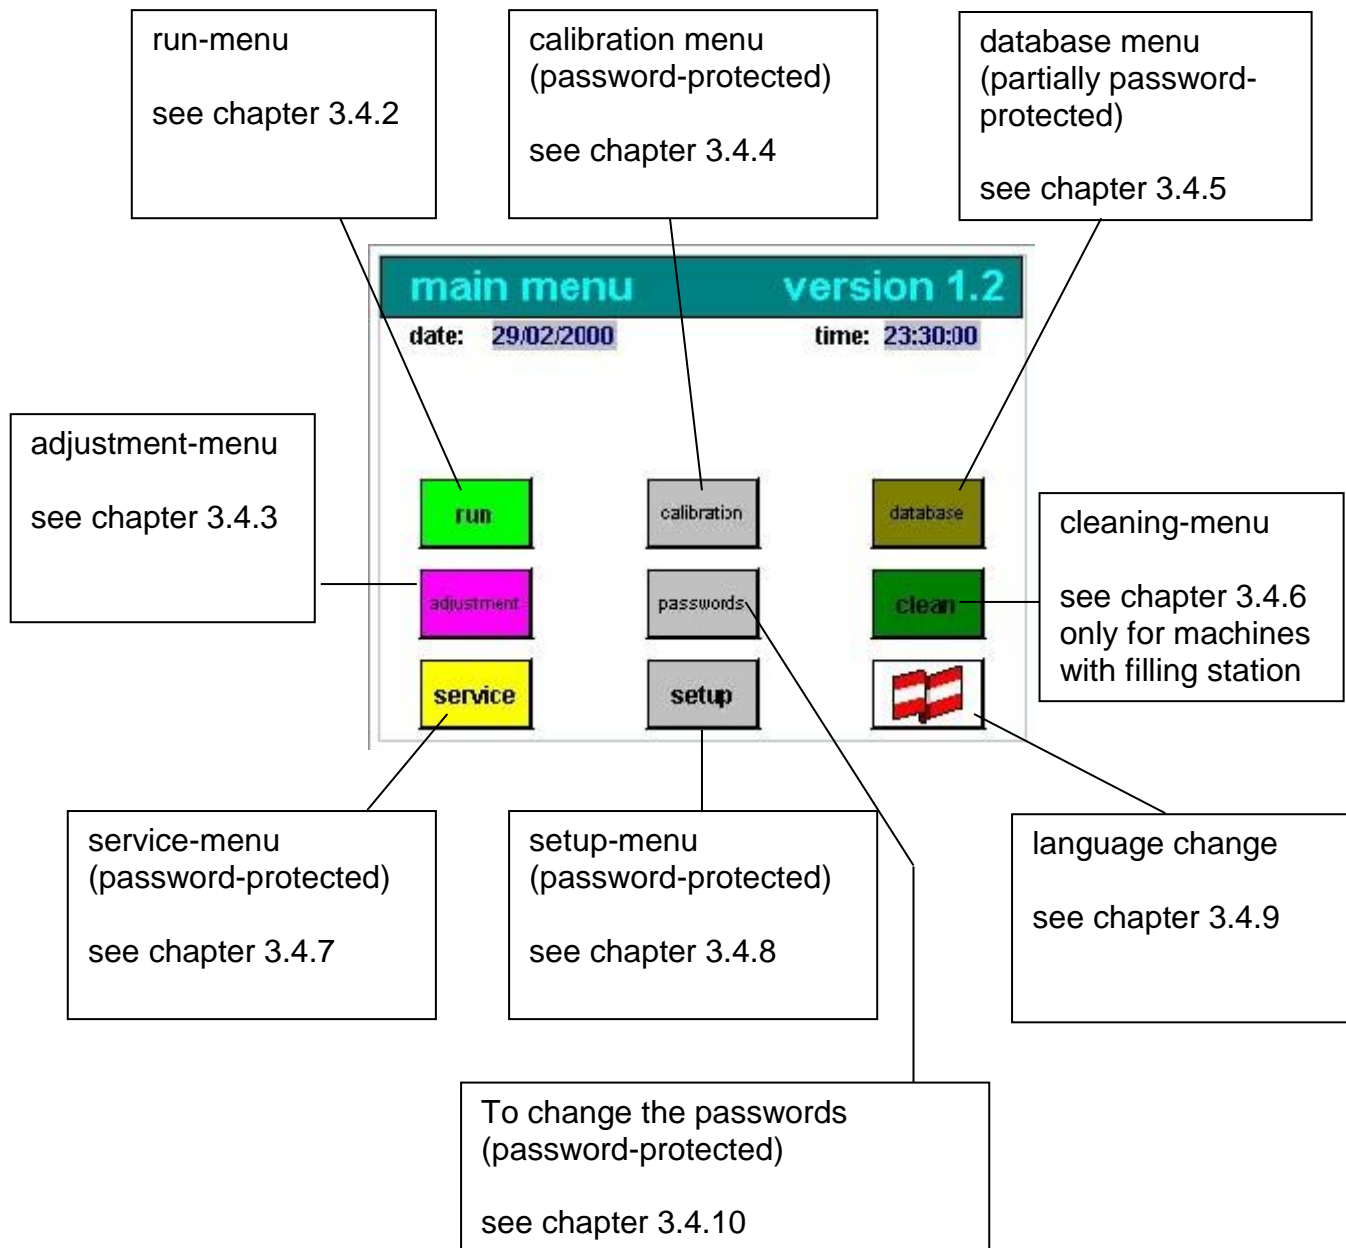 run-menu
see chapter 3.4.2
calibration menu
(password-protected)
see chapter 3.4.4
database menu
(partially password-
protected)
see chapter 3.4.5
main menu version 1.2
date: 29/02/2000 time: 23:30:00
adjustment-menu
see chapter 3.4.3
run calibration database
adjustment passwords clean
service setup
cleaning-menu
see chapter 3.4.6
only for machines
with filling station
service-menu
(password-protected)
see chapter 3.4.7
setup-menu
(password-protected)
see chapter 3.4.8
language change
see chapter 3.4.9
To change the passwords
(password-protected)
see chapter 3.4.10